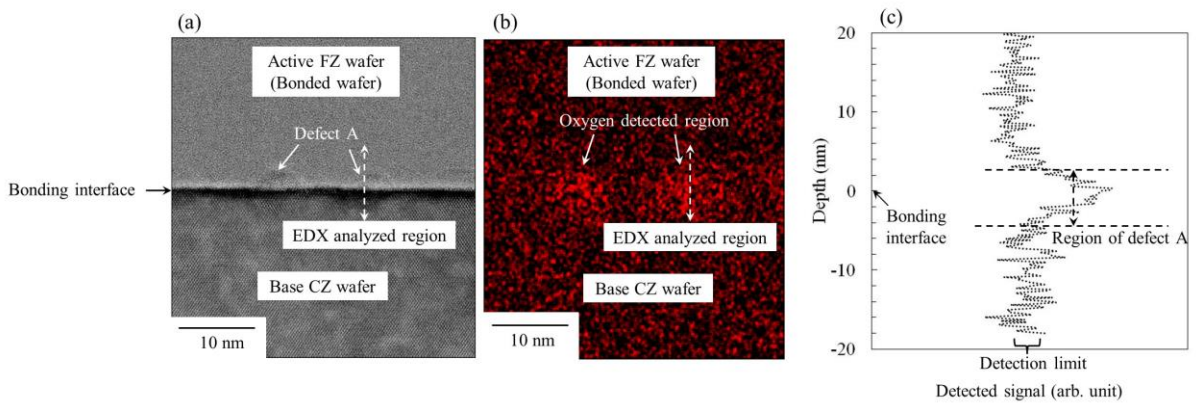 (a)
Active FZ wafer
(Bonded wafer)
Defect A
Bonding interface
EDX analyzed region
Base CZ wafer
10 nm
(b)
Active FZ wafer
(Bonded wafer)
Oxygen detected region
EDX analyzed region
Base CZ wafer
10 nm
(c)
20
10
0
-10
-20
Depth (nm)
Bonding
interface
Region of defect A
Detection limit
Detected signal (arb. unit)